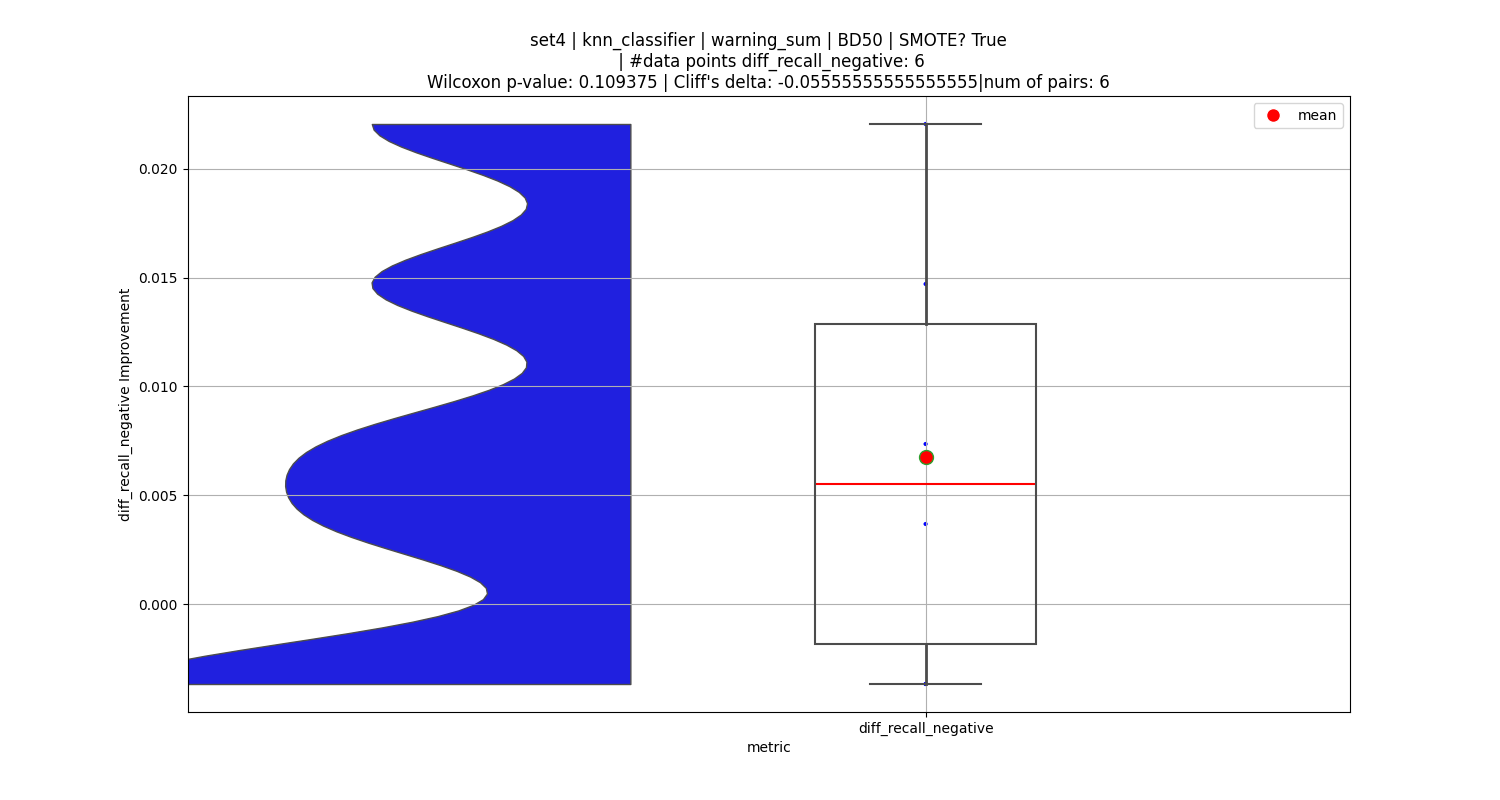 set4 | knn_classifier | warning_sum | BD50 | SMOTE? True
| #data points diff_recall_negative: 6
Wilcoxon p-value: 0.109375 | Cliff's delta: -0.05555555555555555|num of pairs: 6
mean
0.020
0.015
0.010
0.005
0.000
diff_recall_negative Improvement
diff_recall_negative
metric